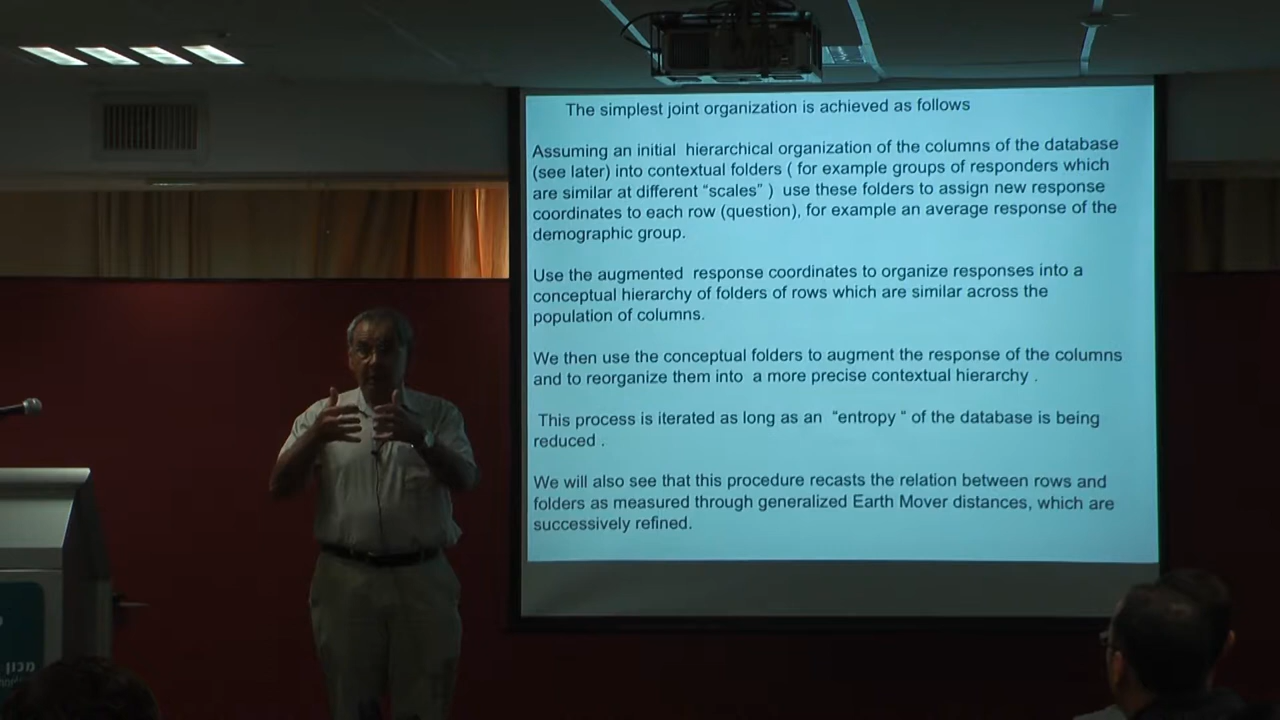 The simplest joint organization is achieved as follows
Assuming an initial hierarchical organization of the columns of the database
(see later) into contextual folders ( for example groups of responders which
are similar at different “scales” ) use these folders to assign new response
coordinates to each row (question), for example an average response of the
demographic group.
Use the augmented response coordinates to organize responses into a
conceptual hierarchy of folders of rows which are similar across the
population of columns.
We then use the conceptual folders to augment the response of the columns
and to reorganize them into a more precise contextual hierarchy .
This process is iterated as long as an “entropy “ of the database is being
reduced .
We will also see that this procedure recasts the relation between rows and
folders as measured through generalized Earth Mover distances, which are
successively refined.
מכון